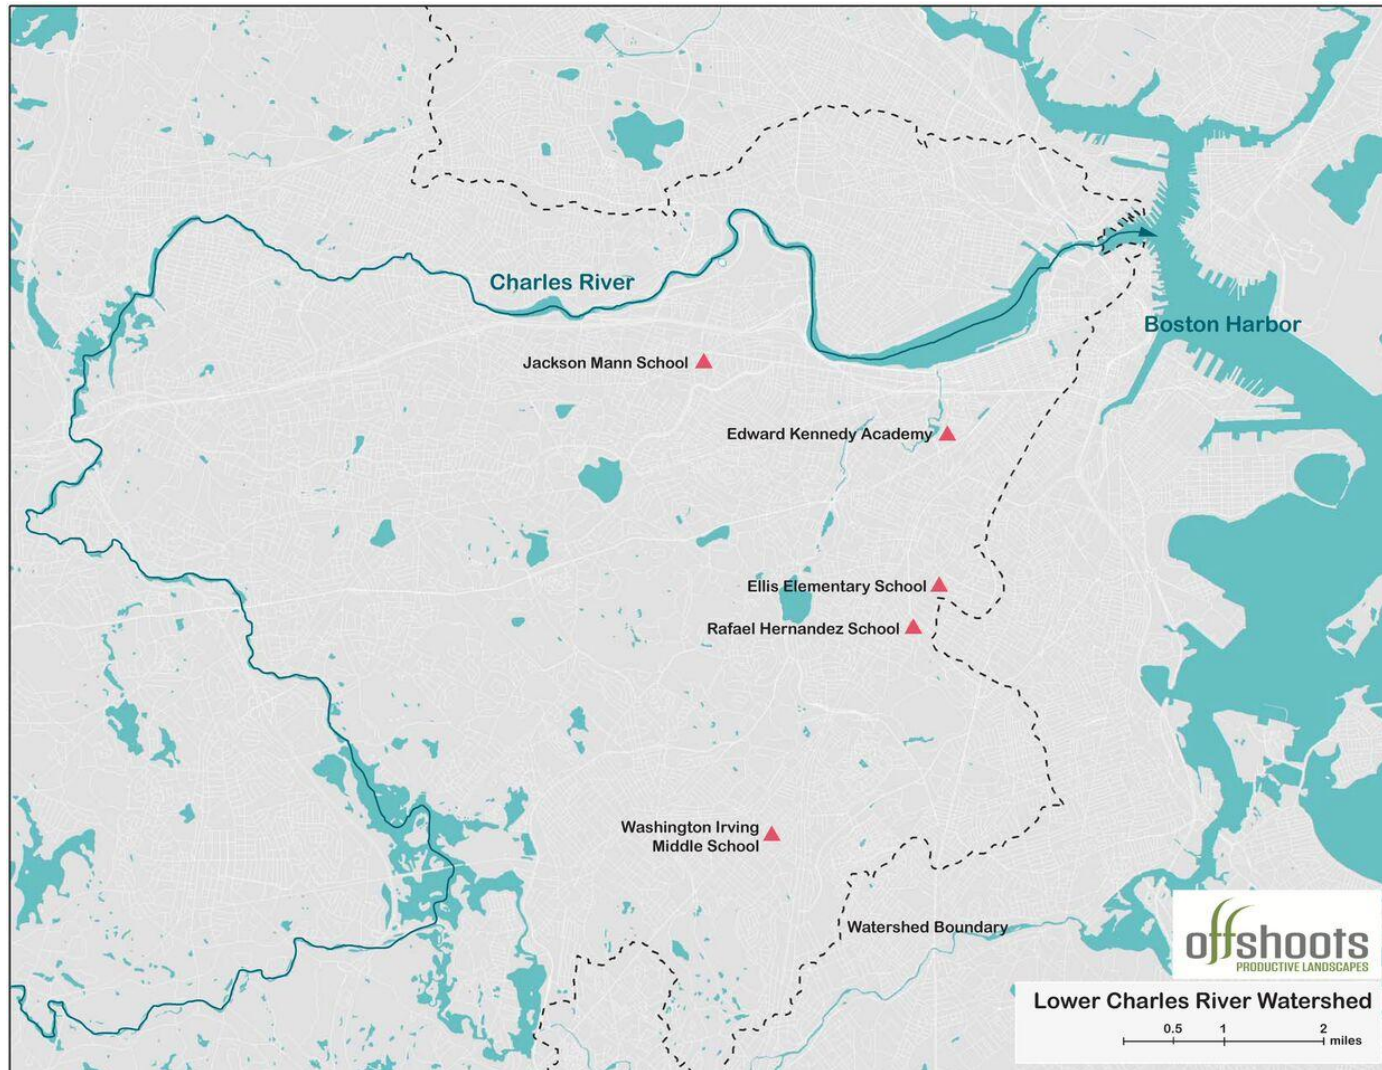 Charles River
Boston Harbor
Jackson Mann School
Edward Kennedy Academy
Ellis Elementary School
Rafael Hernandez School
Washington Irving
Middle School
Watershed Boundary
offshoots
PRODUCTIVE LANDSCAPES
Lower Charles River Watershed
0.5 1 2
miles